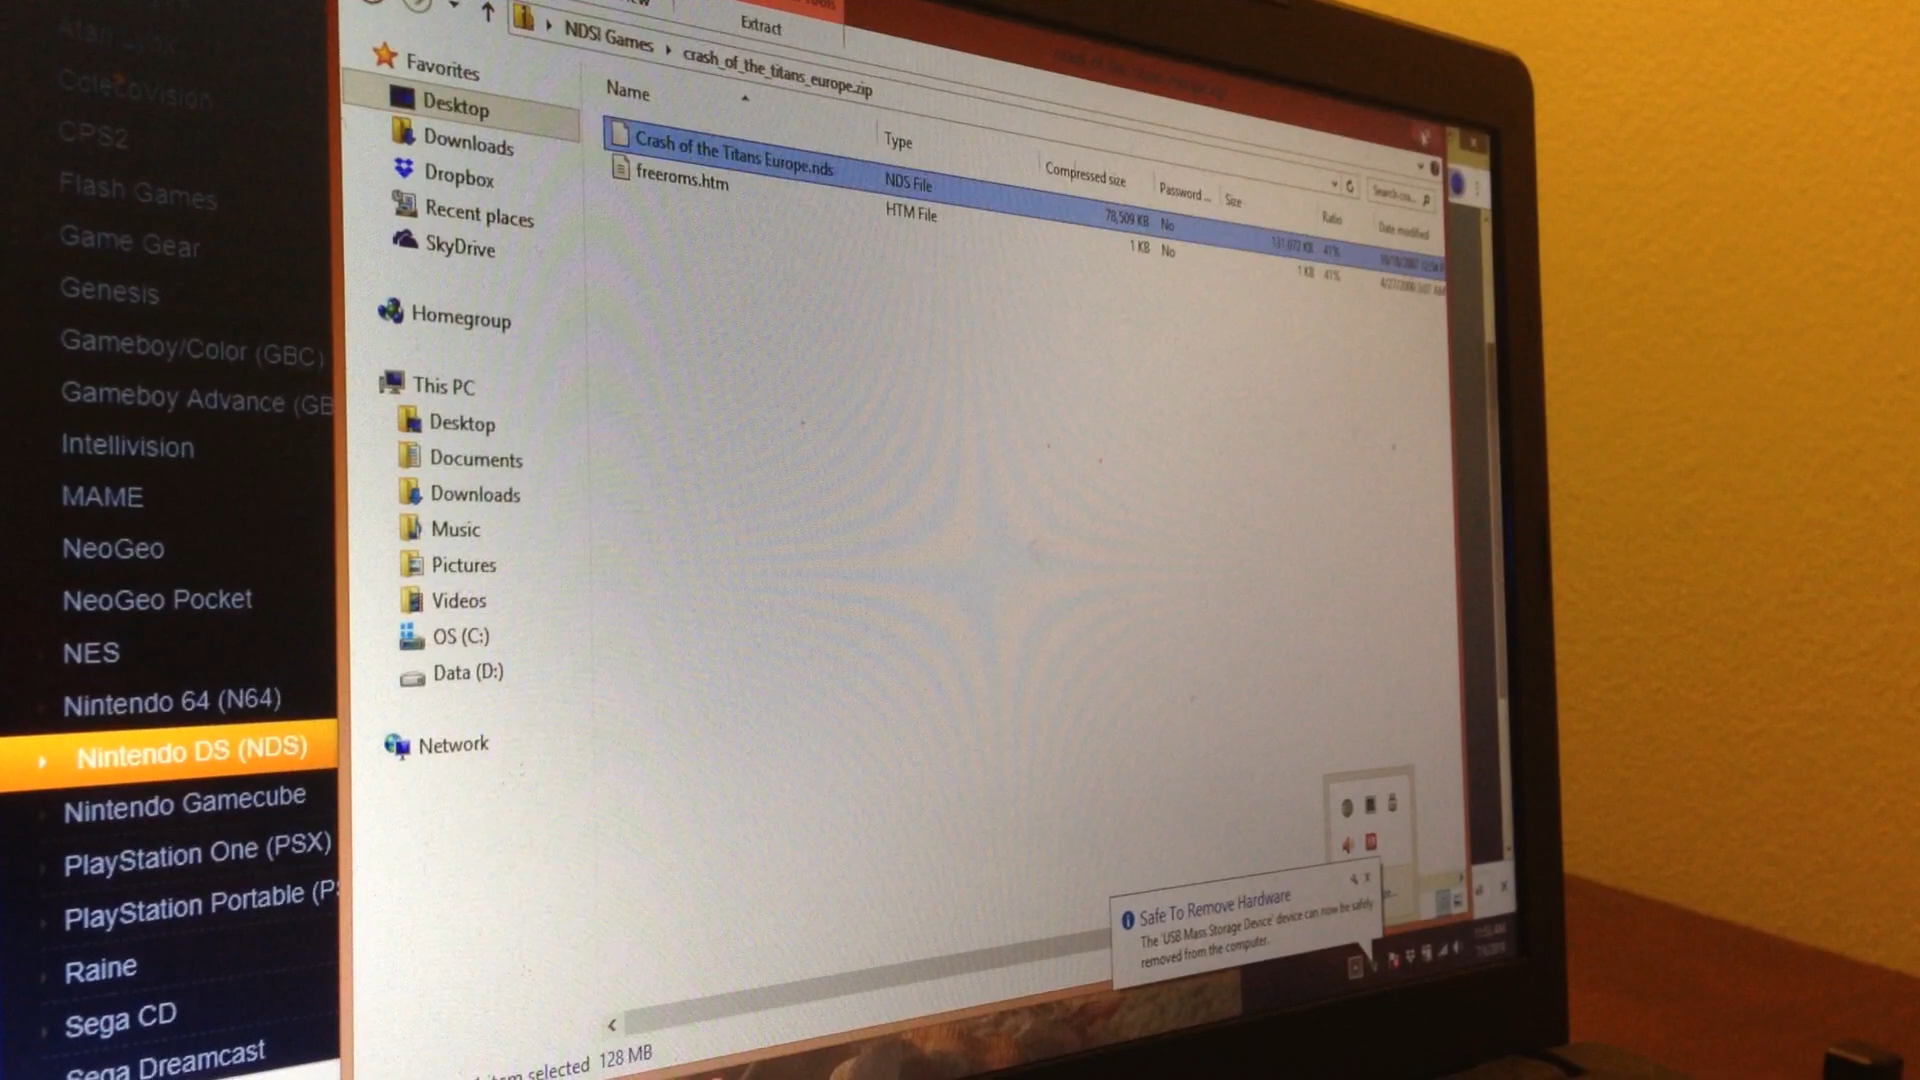 Extract
NDSI Games
crash_of_the_titans_europe.zip
Favorites
Desktop
Downloads
Dropbox
Recent places
SkyDrive
Homegroup
This PC
Desktop
Documents
Downloads
Music
Pictures
Videos
OS (C:)
Data (D:)
Network
Name
Type
Compressed size
Password ...
Size
Ratio
Date modified
Crash of the Titans Europe.nds
NDS File
78,509 KB
No
131,072 KB
41%
freeroms.htm
HTM File
1 KB
No
1 KB
41%
selected 128 MB
ColecoVision
CPS2
Flash Games
Game Gear
Genesis
Gameboy/Color (GBC)
Gameboy Advance (GB
Intellivision
MAME
NeoGeo
NeoGeo Pocket
NES
Nintendo 64 (N64)
Nintendo DS (NDS)
Nintendo Gamecube
PlayStation One (PSX)
PlayStation Portable (P
Raine
Sega CD
Sega Dreamcast
Safe To Remove Hardware
The 'USB Mass Storage Device' device can now be safely
removed from the computer.